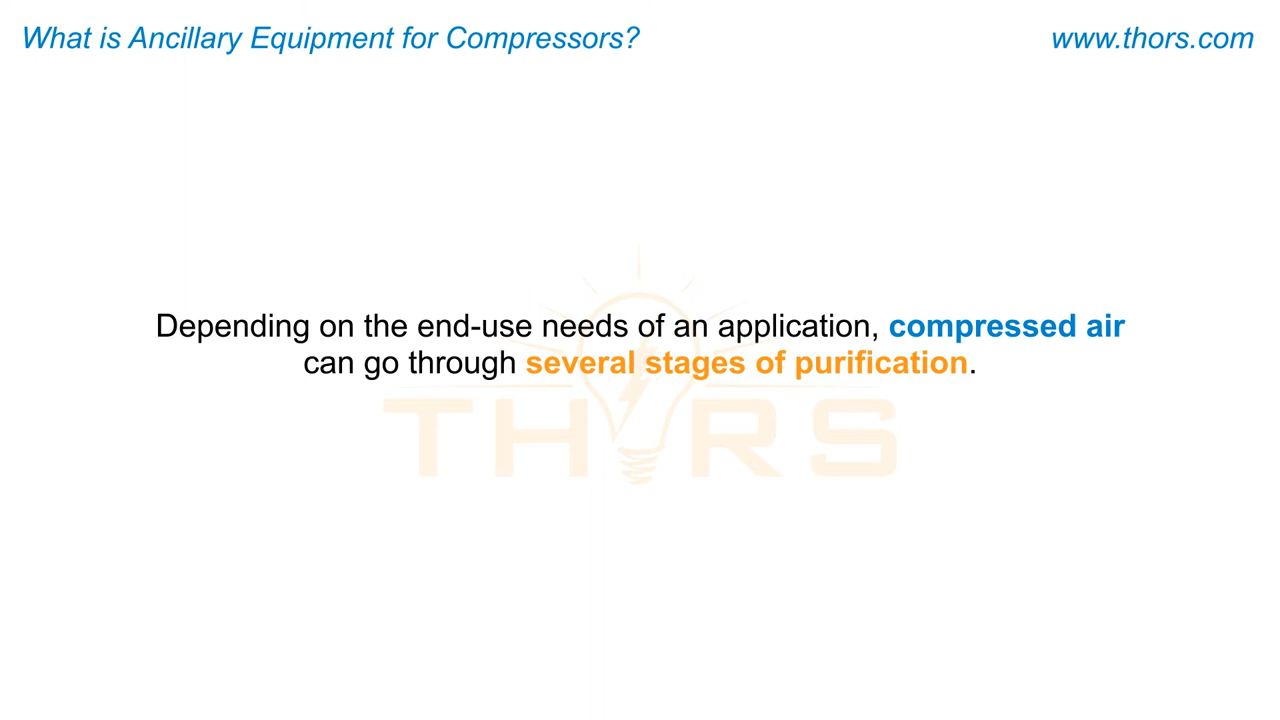 What is Ancillary Equipment for Compressors?
www.thors.com
Depending on the end-use needs of an application, compressed air
can go through several stages of purification.
THORS